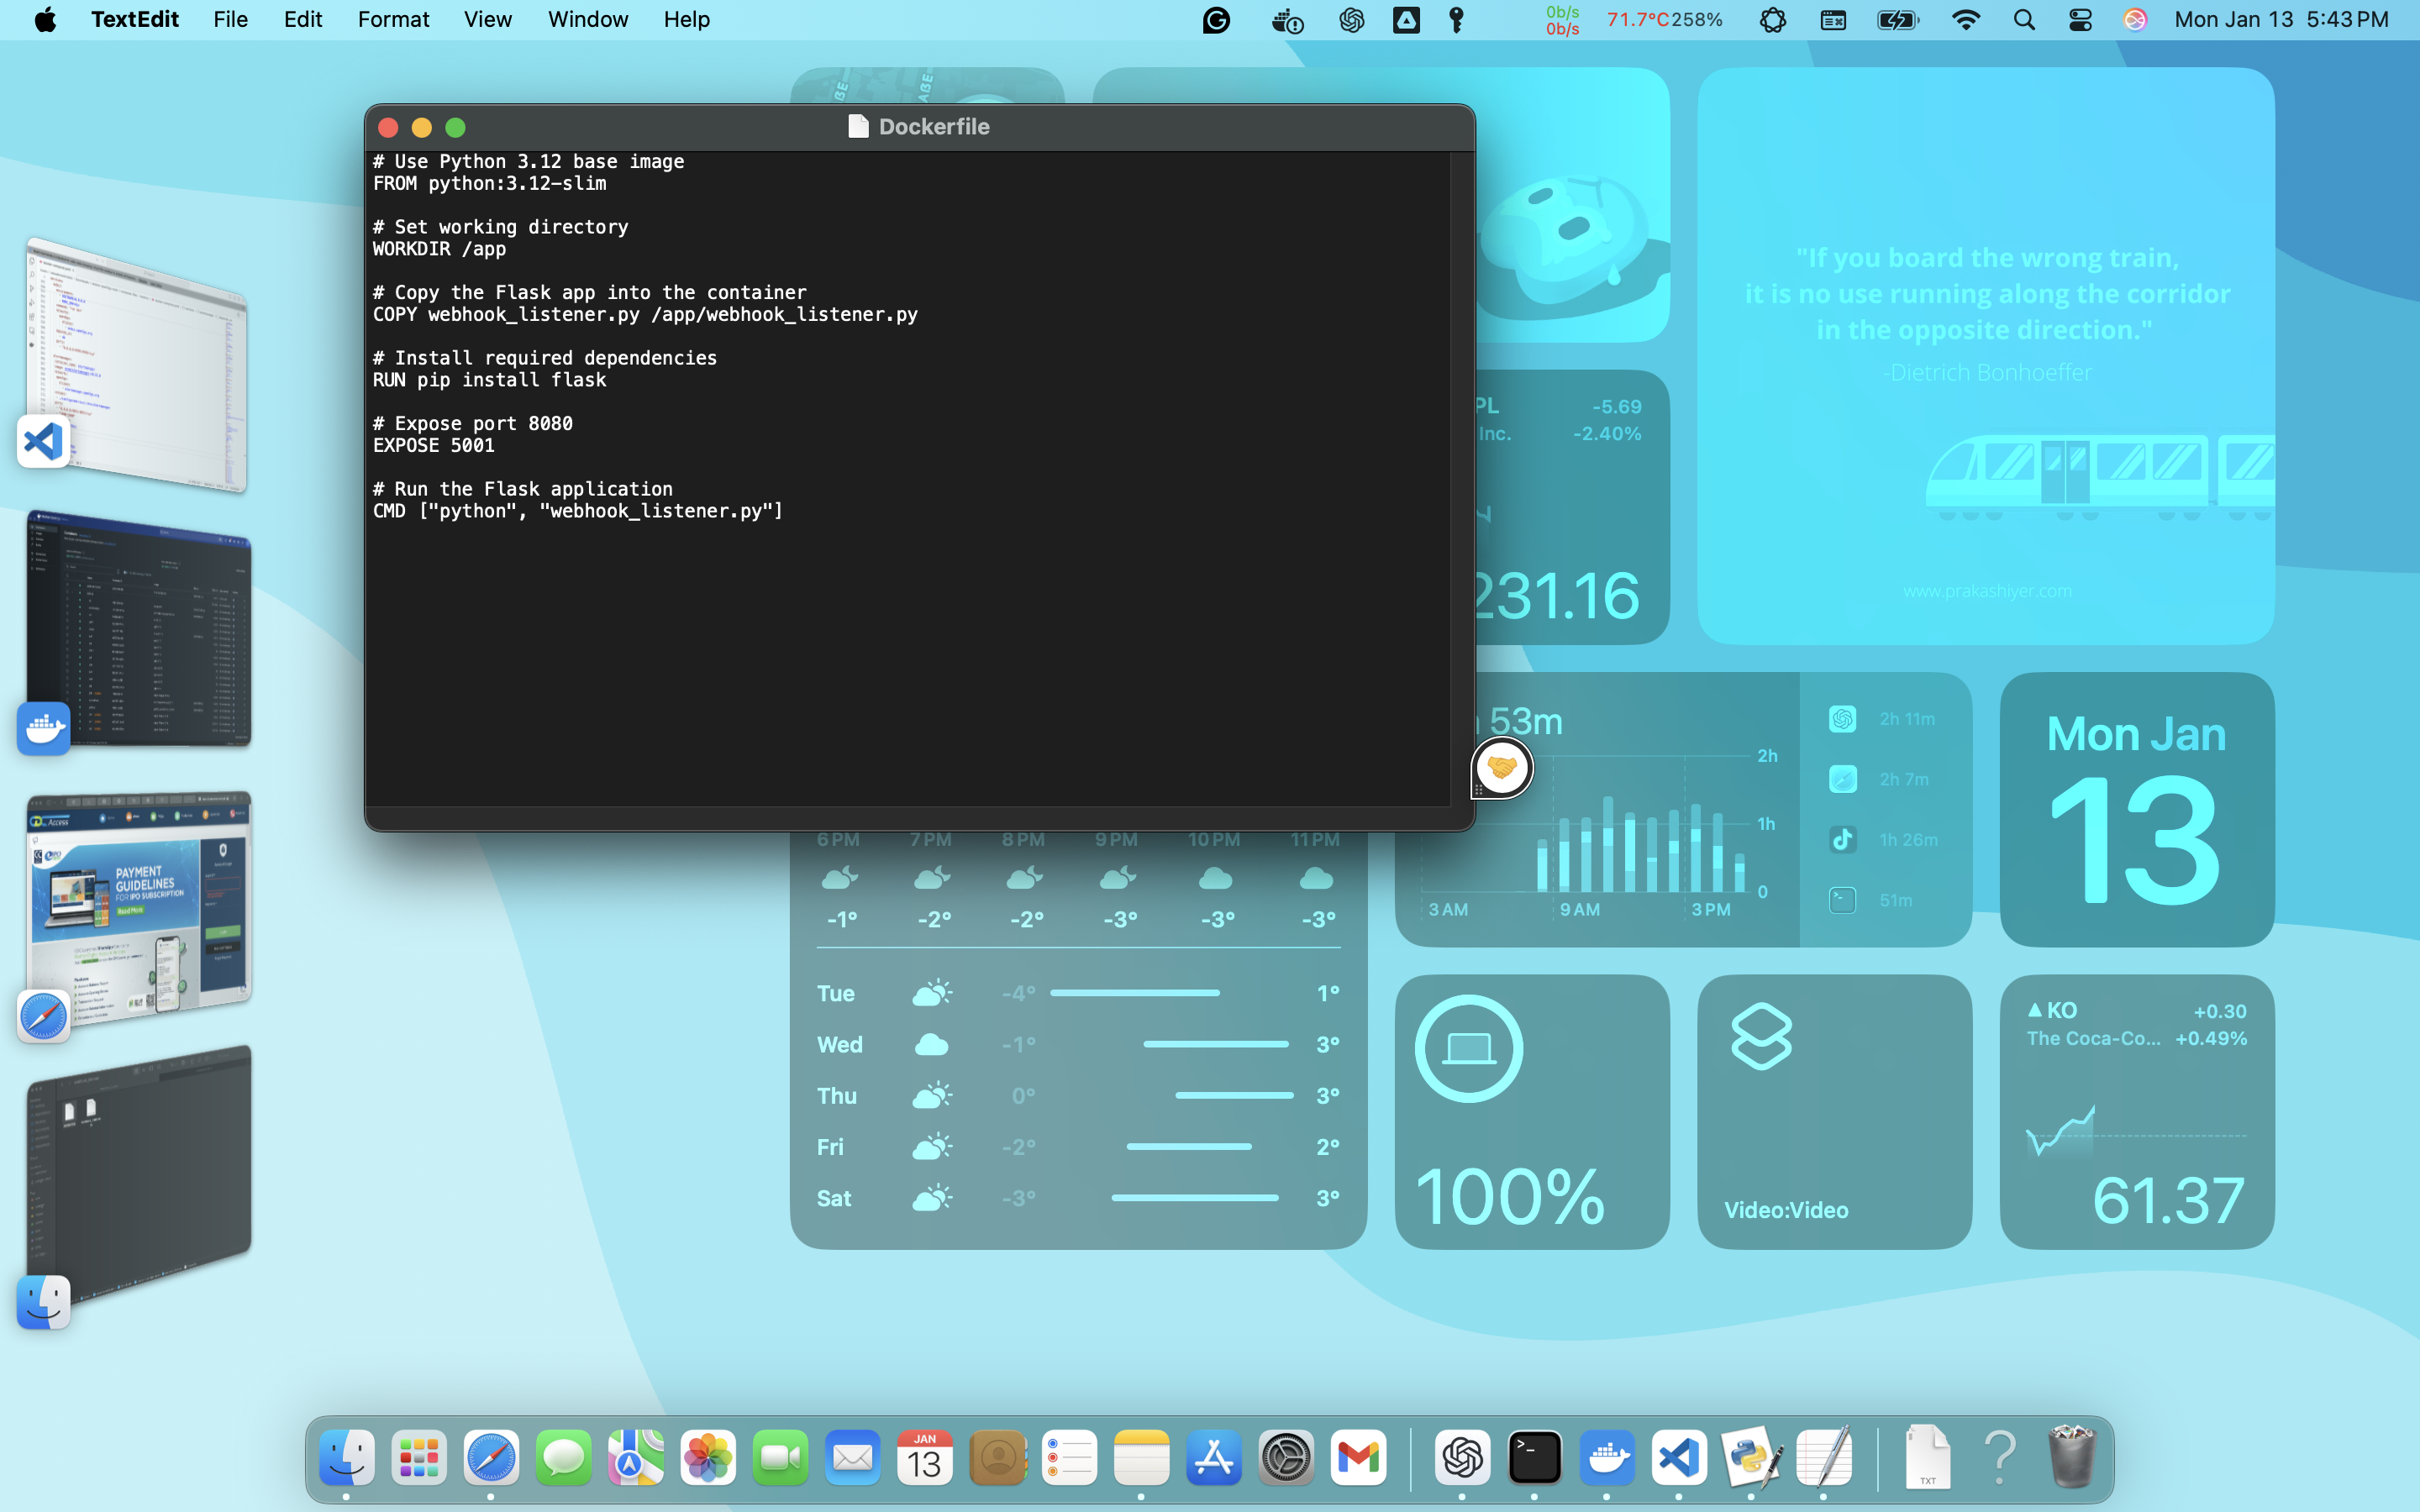 TextEdit File Edit Format View Window Help
0b/s
0b/s
71.7°C 258%
Mon Jan 13 5:43 PM
Dockerfile
# Use Python 3.12 base image
FROM python:3.12-slim
# Set working directory
WORKDIR /app
# Copy the Flask app into the container
COPY webhook_listener.py /app/webhook_listener.py
# Install required dependencies
RUN pip install flask
# Expose port 8080
EXPOSE 5001
# Run the Flask application
CMD ["python", "webhook_listener.py"]
"If you board the wrong train,
it is no use running along the corridor
in the opposite direction."
-Dietrich Bonhoeffer
www.prakashiyer.com
PL -5.69
Inc. -2.40%
231.16
53m
2h
1h
0
3 AM 9 AM 3 PM
2h 11m
2h 7m
1h 26m
51m
Mon Jan
13
6 PM 7 PM 8 PM 9 PM 10 PM 11 PM
-1° -2° -2° -3° -3° -3°
Tue -4° 1°
Wed -1° 3°
Thu 0° 3°
Fri -2° 2°
Sat -3° 3°
100%
Video:Video
KO +0.30
The Coca-Co... +0.49%
61.37
Access
PAYMENT
GUIDELINES
FOR IPO SUBSCRIPTION
Read More
JAN
13
TXT